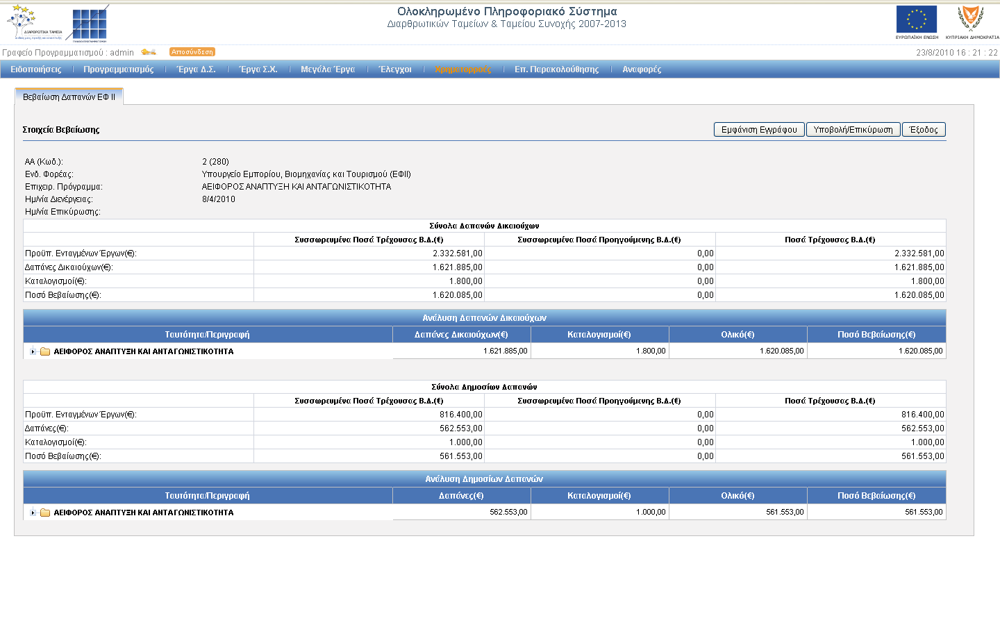 Ολοκληρωμένο Πληροφοριακό Σύστημα
Διαρθρωτικών Ταμείων & Ταμείου Συνοχής 2007-2013
ΔΙΑΡΘΡΩΤΙΚΑ ΤΑΜΕΙΑ
ΕΥΡΩΠΑΪΚΗ ΕΝΩΣΗ
ΚΥΠΡΙΑΚΗ ΔΗΜΟΚΡΑΤΙΑ
Γραφείο Προγραμματισμού : admin Αποσύνδεση 23/8/2010 16 : 21 : 22
Ειδοποιήσεις Προγραμματισμός Έργα Δ.Σ. Έργα Σ.Χ. Μεγάλα Έργα Έλεγχοι Χρηματορροές Επ. Παρακολούθησης Αναφορές
Βεβαίωση Δαπανών ΕΦ ΙΙ
Στοιχεία Βεβαίωσης Εμφάνιση Εγγράφου Υποβολή/Επικύρωση Έξοδος
ΑΑ (Κωδ.): 2 (280)
Ενδ. Φορέας: Υπουργείο Εμπορίου, Βιομηχανίας και Τουρισμού (ΕΦΙΙ)
Επιχειρ. Πρόγραμμα: ΑΕΙΦΟΡΟΣ ΑΝΑΠΤΥΞΗ ΚΑΙ ΑΝΤΑΓΩΝΙΣΤΙΚΟΤΗΤΑ
Ημ/νία Διενέργειας: 8/4/2010
Ημ/νία Επικύρωσης:
Σύνολα Δαπανών Δικαιούχων
Συσσωρευμένα Ποσά Τρέχουσας Β.Δ.(€) Συσσωρευμένα Ποσά Προηγούμενης Β.Δ.(€) Ποσά Τρέχουσας Β.Δ.(€)
Προϋπ. Ενταγμένων Έργων(€): 2.332.581,00 0,00 2.332.581,00
Δαπάνες Δικαιούχων(€): 1.621.885,00 0,00 1.621.885,00
Καταλογισμοί(€): 1.800,00 0,00 1.800,00
Ποσό Βεβαίωσης(€): 1.620.085,00 0,00 1.620.085,00
Ανάλυση Δαπανών Δικαιούχων
Ταυτότητα/Περιγραφή Δαπάνες Δικαιούχων(€) Καταλογισμοί(€) Ολικό(€) Ποσό Βεβαίωσης(€)
ΑΕΙΦΟΡΟΣ ΑΝΑΠΤΥΞΗ ΚΑΙ ΑΝΤΑΓΩΝΙΣΤΙΚΟΤΗΤΑ 1.621.885,00 1.800,00 1.620.085,00 1.620.085,00
Σύνολα Δημοσίων Δαπανών
Συσσωρευμένα Ποσά Τρέχουσας Β.Δ.(€) Συσσωρευμένα Ποσά Προηγούμενης Β.Δ.(€) Ποσά Τρέχουσας Β.Δ.(€)
Προϋπ. Ενταγμένων Έργων(€): 816.400,00 0,00 816.400,00
Δαπάνες(€): 562.553,00 0,00 562.553,00
Καταλογισμοί(€): 1.000,00 0,00 1.000,00
Ποσό Βεβαίωσης(€): 561.553,00 0,00 561.553,00
Ανάλυση Δημοσίων Δαπανών
Ταυτότητα/Περιγραφή Δαπάνες(€) Καταλογισμοί(€) Ολικό(€) Ποσό Βεβαίωσης(€)
ΑΕΙΦΟΡΟΣ ΑΝΑΠΤΥΞΗ ΚΑΙ ΑΝΤΑΓΩΝΙΣΤΙΚΟΤΗΤΑ 562.553,00 1.000,00 561.553,00 561.553,00